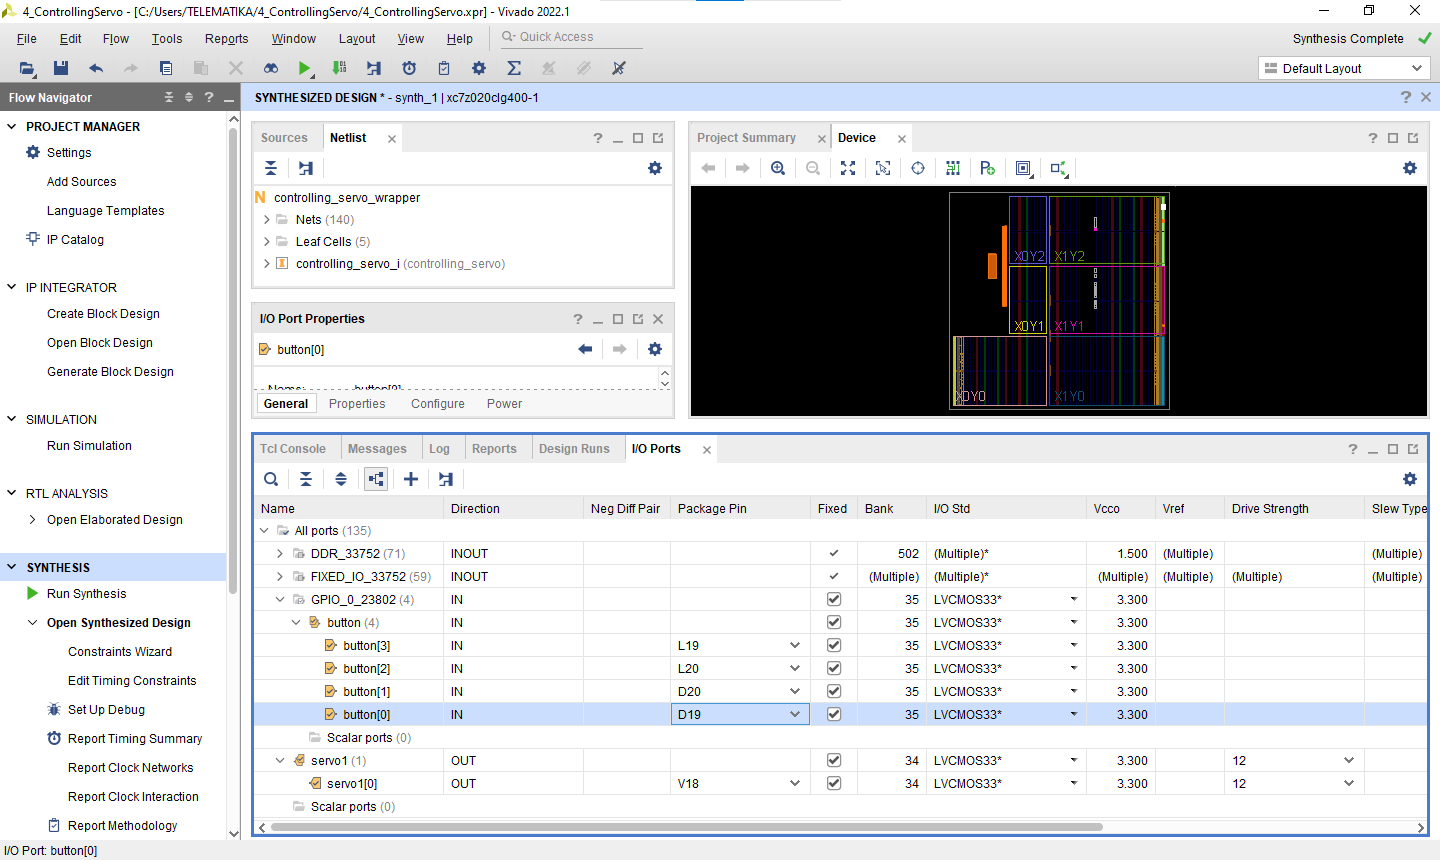 4_ControllingServo - [C:/Users/TELEMATIKA/4_ControllingServo/4_ControllingServo.xpr] - Vivado 2022.1
File Edit Flow Tools Reports Window Layout View Help Quick Access Synthesis Complete
Default Layout
Flow Navigator
PROJECT MANAGER
Settings
Add Sources
Language Templates
IP Catalog
IP INTEGRATOR
Create Block Design
Open Block Design
Generate Block Design
SIMULATION
Run Simulation
RTL ANALYSIS
Open Elaborated Design
SYNTHESIS
Run Synthesis
Open Synthesized Design
Constraints Wizard
Edit Timing Constraints
Set Up Debug
Report Timing Summary
Report Clock Networks
Report Clock Interaction
Report Methodology
SYNTHESIZED DESIGN * - synth_1 | xc7z020clg400-1
Sources Netlist
controlling_servo_wrapper
Nets (140)
Leaf Cells (5)
controlling_servo_i (controlling_servo)
I/O Port Properties
button[0]
Name: button[0]
General Properties Configure Power
Project Summary Device
X0Y2 X1Y2
X0Y1 X1Y1
X0Y0 X1Y0
Tcl Console Messages Log Reports Design Runs I/O Ports
Name Direction Neg Diff Pair Package Pin Fixed Bank I/O Std Vcco Vref Drive Strength Slew Type
All ports (135)
DDR_33752 (71) INOUT 502 (Multiple)* 1.500 (Multiple) (Multiple)
FIXED_IO_33752 (59) INOUT (Multiple) (Multiple)* (Multiple) (Multiple) (Multiple) (Multiple)
GPIO_0_23802 (4) IN 35 LVCMOS33* 3.300
button (4) IN 35 LVCMOS33* 3.300
button[3] IN L19 35 LVCMOS33* 3.300
button[2] IN L20 35 LVCMOS33* 3.300
button[1] IN D20 35 LVCMOS33* 3.300
button[0] IN D19 35 LVCMOS33* 3.300
Scalar ports (0)
servo1 (1) OUT 34 LVCMOS33* 3.300 12
servo1[0] OUT V18 34 LVCMOS33* 3.300 12
Scalar ports (0)
I/O Port: button[0]